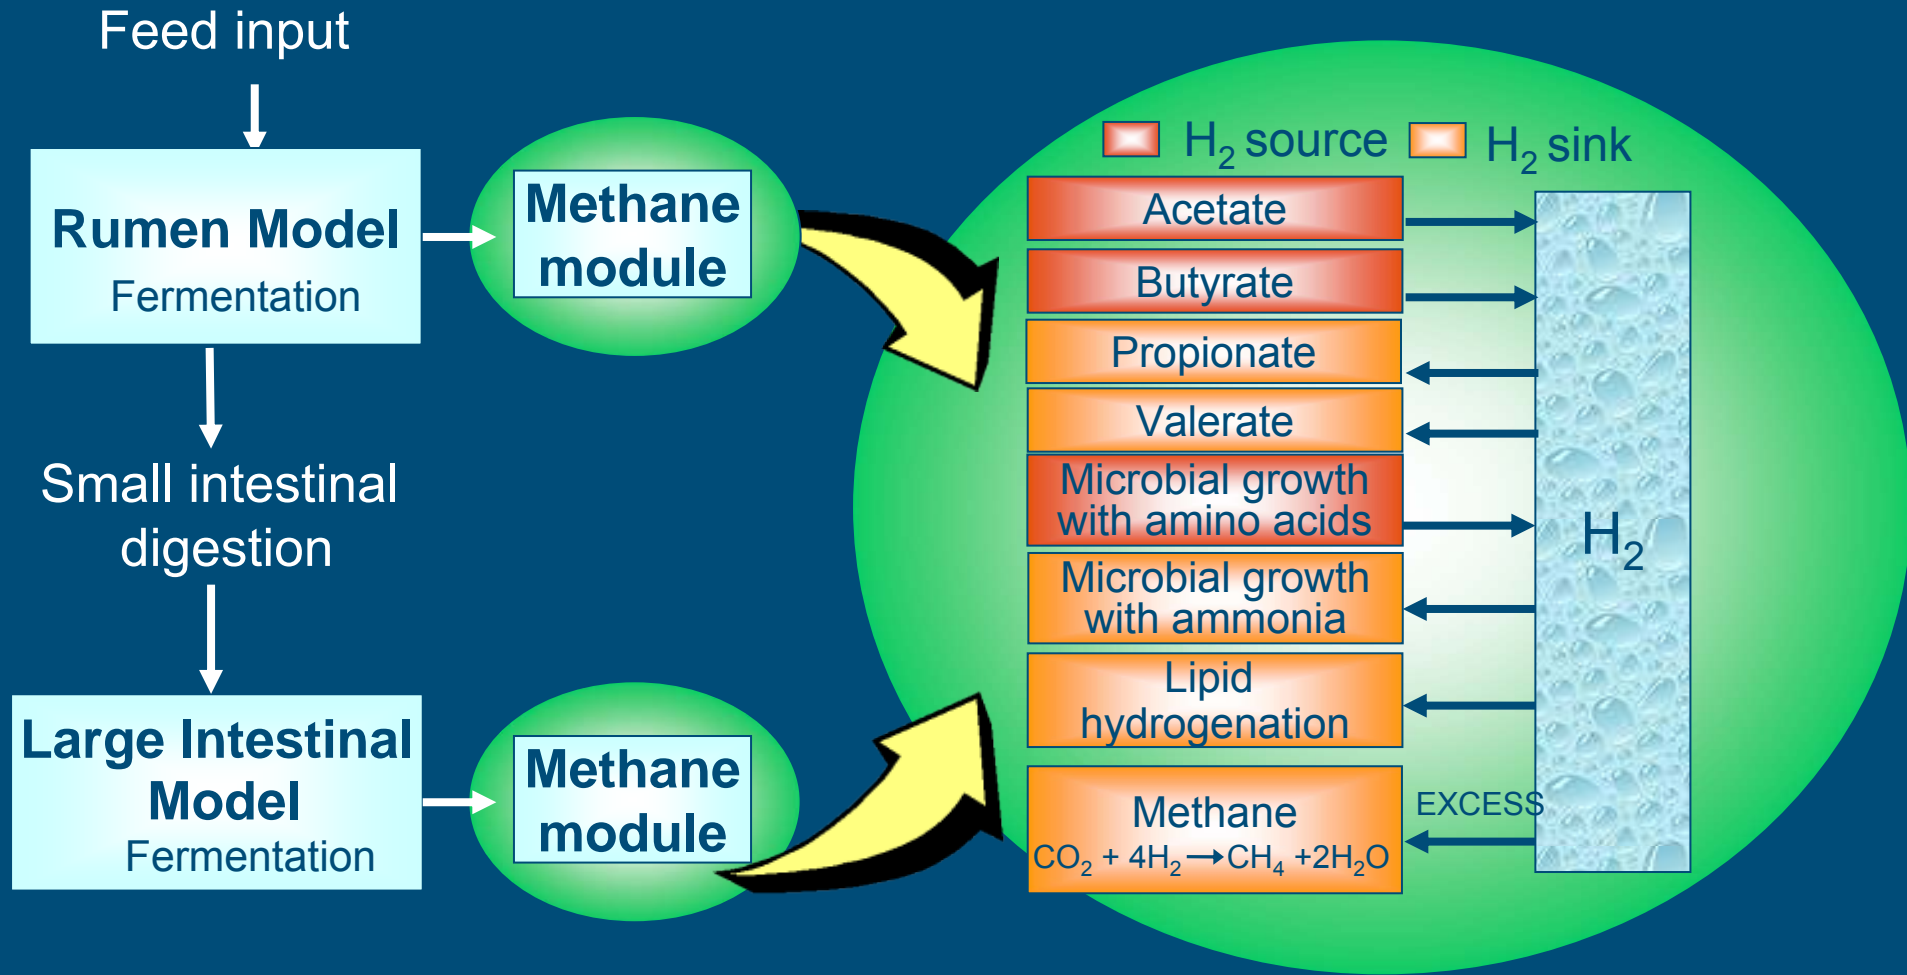 Feed input
Rumen Model
Fermentation
Methane
module
Small intestinal
digestion
Large Intestinal
Model
Fermentation
Methane
module
H₂ source
H₂ sink
Acetate
Butyrate
Propionate
Valerate
Microbial growth
with amino acids
Microbial growth
with ammonia
Lipid
hydrogenation
Methane
CO₂ + 4H₂ → CH₄ +2H₂O
EXCESS
H₂